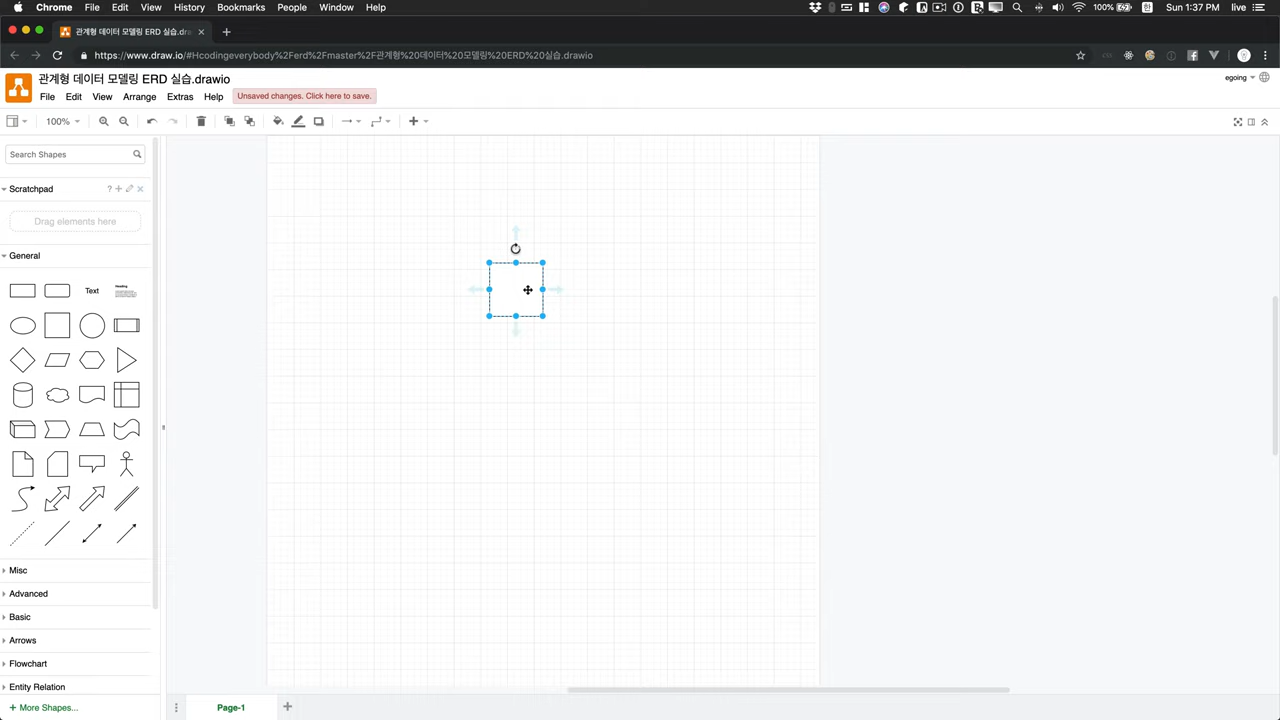 Chrome File Edit View History Bookmarks People Window Help 100% Sun 1:37 PM live
관계형 데이터 모델링 ERD 실습.dra
https://www.draw.io/#Hcodingeverybody%2Ferd%2Fmaster%2F관계형%20데이터%20모델링%20ERD%20실습.drawio
관계형 데이터 모델링 ERD 실습.drawio
egoing
File Edit View Arrange Extras Help Unsaved changes. Click here to save.
100%
Search Shapes
Scratchpad
Drag elements here
General
Text
Heading
Misc
Advanced
Basic
Arrows
Flowchart
Entity Relation
+ More Shapes...
Page-1